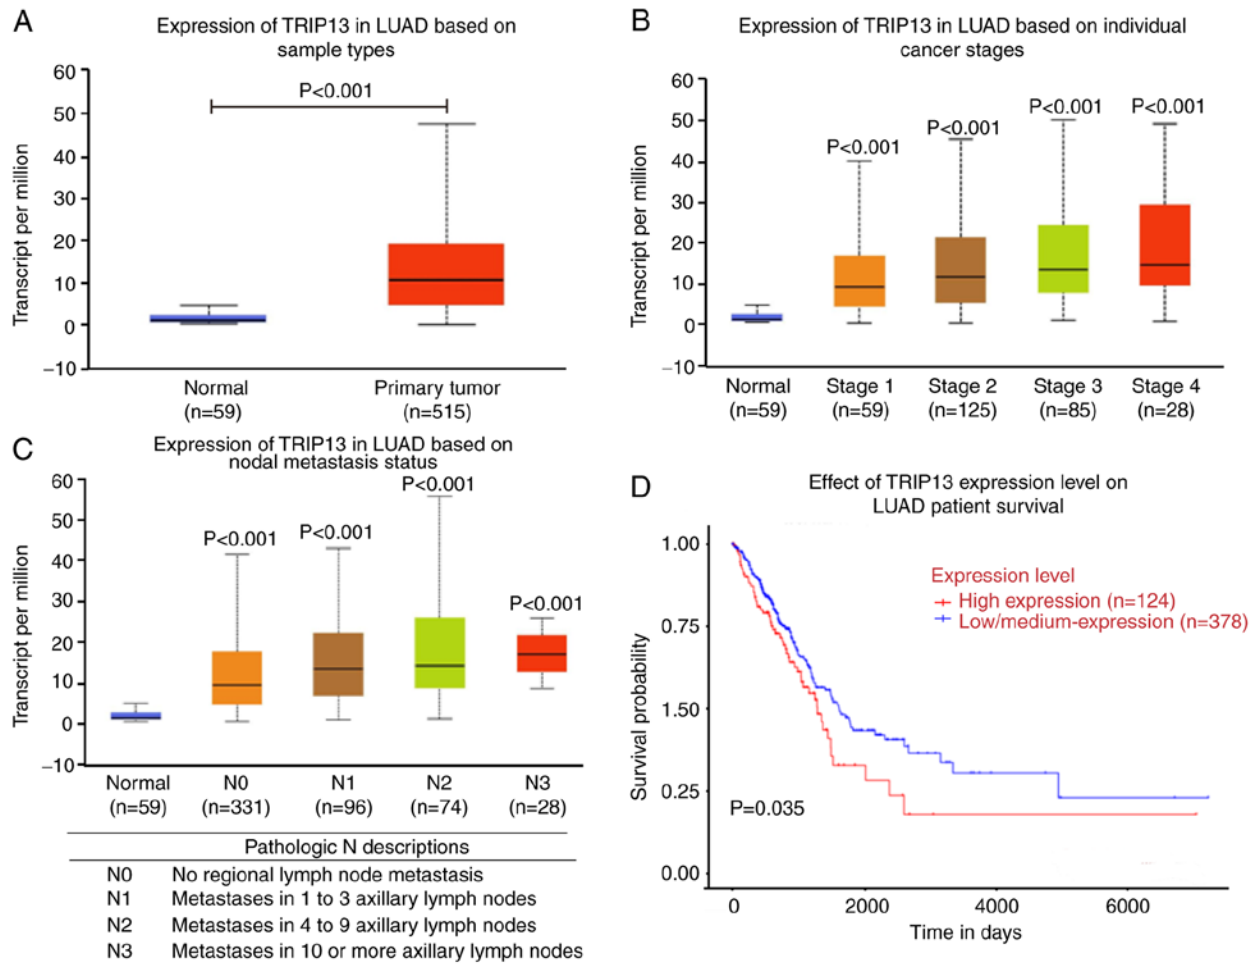 A
Expression of TRIP13 in LUAD based on
sample types
60
50
40
30
20
10
0
−10
Transcript per million
P<0.001
Normal
(n=59)
Primary tumor
(n=515)
B
Expression of TRIP13 in LUAD based on individual
cancer stages
60
50
40
30
20
10
0
−10
Transcript per million
P<0.001
P<0.001
P<0.001
P<0.001
Normal
(n=59)
Stage 1
(n=59)
Stage 2
(n=125)
Stage 3
(n=85)
Stage 4
(n=28)
C
Expression of TRIP13 in LUAD based on
nodal metastasis status
60
50
40
30
20
10
0
−10
Transcript per million
P<0.001
P<0.001
P<0.001
P<0.001
Normal
(n=59)
N0
(n=331)
N1
(n=96)
N2
(n=74)
N3
(n=28)
Pathologic N descriptions
N0 No regional lymph node metastasis
N1 Metastases in 1 to 3 axillary lymph nodes
N2 Metastases in 4 to 9 axillary lymph nodes
N3 Metastases in 10 or more axillary lymph nodes
D
Effect of TRIP13 expression level on
LUAD patient survival
1.00
0.75
1.50
0.25
0.00
Survival probability
Expression level
High expression (n=124)
Low/medium-expression (n=378)
P=0.035
0 2000 4000 6000
Time in days